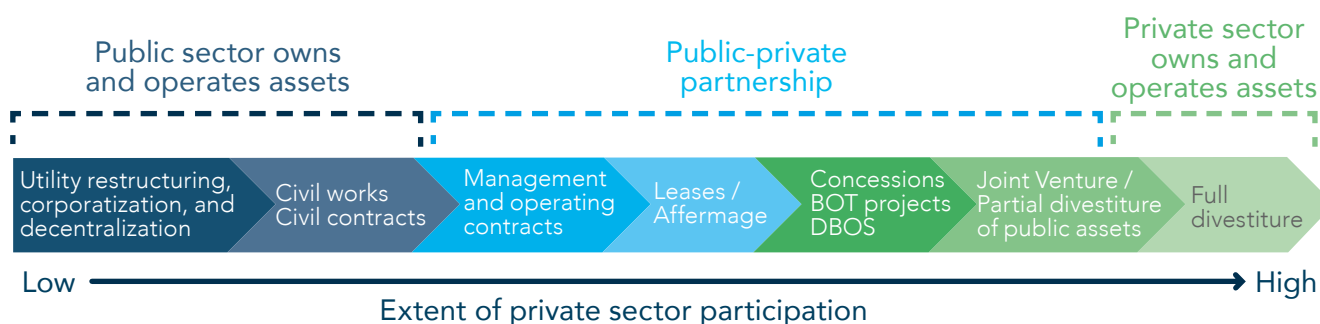 Public sector owns
and operates assets
Public-private
partnership
Private sector
owns and
operates assets
Utility restructuring,
corporatization, and
decentralization
Civil works
Civil contracts
Management
and operating
contracts
Leases /
Affermage
Concessions
BOT projects
DBOS
Joint Venture /
Partial divestiture
of public assets
Full
divestiture
Low
High
Extent of private sector participation